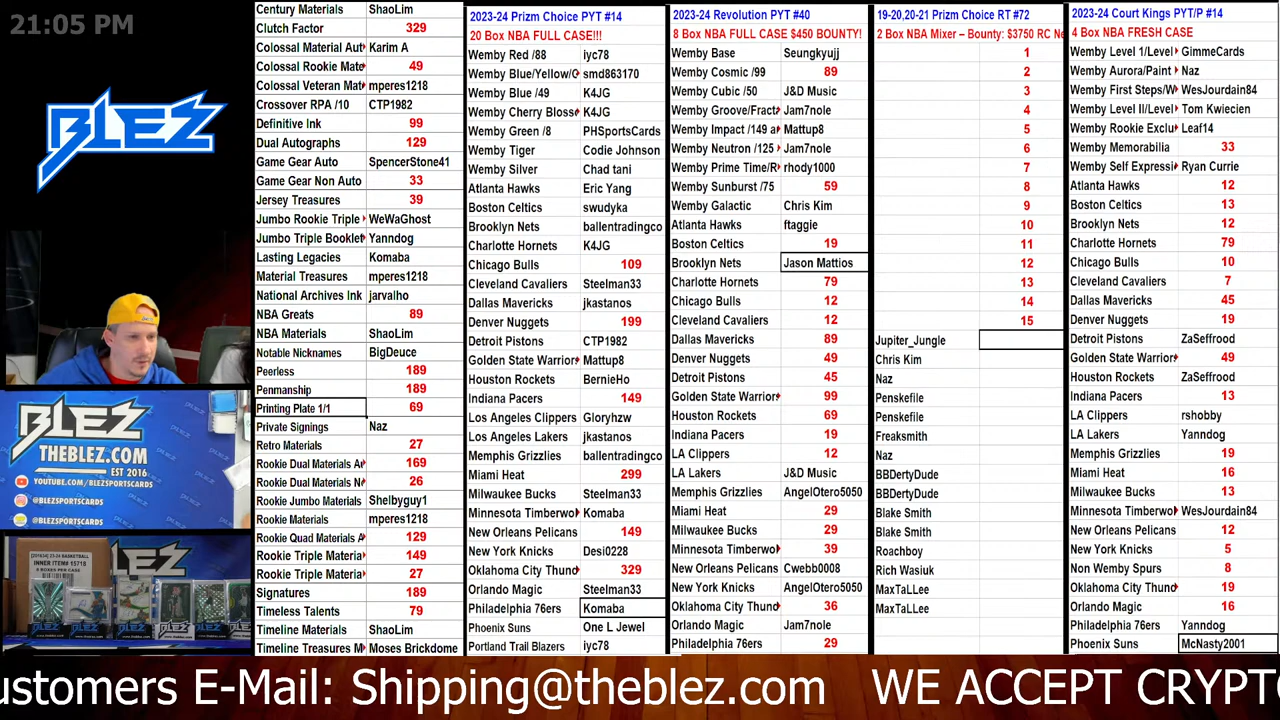 21:05 PM
BLEZ
BLEZ
THEBLEZ.COM
EST 2016
YOUTUBE.COM/BLEZSPORTSCARDS
@BLEZSPORTSCARDS
@BLEZSPORTSCARDS
[2023/24] 23-24 BASKETBALL
INNER ITEM#15718
Century Materials ShaoLim
Clutch Factor 329
Colossal Material Aut Karim A
Colossal Rookie Mate 49
Colossal Veteran Mat mperes1218
Crossover RPA /10 CTP1982
Definitive Ink 99
Dual Autographs 129
Game Gear Auto SpencerStone41
Game Gear Non Auto 33
Jersey Treasures 39
Jumbo Rookie Triple WeWaGhost
Jumbo Triple Booklet Yanndog
Lasting Legacies Komaba
Material Treasures mperes1218
National Archives Ink jarvalho
NBA Greats 89
NBA Materials ShaoLim
Notable Nicknames BigDeuce
Peerless 189
Penmanship 189
Printing Plate 1/1 69
Private Signings Naz
Retro Materials 27
Rookie Dual Materials Au 169
Rookie Dual Materials N 26
Rookie Jumbo Materials Shelbyguy1
Rookie Materials mperes1218
Rookie Quad Materials A 129
Rookie Triple Materia 149
Rookie Triple Materia 27
Signatures 189
Timeless Talents 79
Timeline Materials ShaoLim
Timeline Treasures M Moses Brickdome
2023-24 Prizm Choice PYT #14
20 Box NBA FULL CASE!!!
Wemby Red /88 iyc78
Wemby Blue/Yellow/G smd863170
Wemby Blue /49 K4JG
Wemby Cherry Blosso K4JG
Wemby Green /8 PHSportsCards
Wemby Tiger Codie Johnson
Wemby Silver Chad tani
Atlanta Hawks Eric Yang
Boston Celtics swudyka
Brooklyn Nets ballentradingco
Charlotte Hornets K4JG
Chicago Bulls 109
Cleveland Cavaliers Steelman33
Dallas Mavericks jkastanos
Denver Nuggets 199
Detroit Pistons CTP1982
Golden State Warrior Mattup8
Houston Rockets BernieHo
Indiana Pacers 149
Los Angeles Clippers Gloryhzw
Los Angeles Lakers jkastanos
Memphis Grizzlies ballentradingco
Miami Heat 299
Milwaukee Bucks Steelman33
Minnesota Timberwo Komaba
New Orleans Pelicans 149
New York Knicks Desi0228
Oklahoma City Thund 329
Orlando Magic Steelman33
Philadelphia 76ers Komaba
Phoenix Suns One L Jewel
Portland Trail Blazers iyc78
2023-24 Revolution PYT #40
8 Box NBA FULL CASE $450 BOUNTY!
Wemby Base Seungkyujj
Wemby Cosmic /99 89
Wemby Cubic /50 J&D Music
Wemby Groove/Fract Jam7nole
Wemby Impact /149 a Mattup8
Wemby Neutron /125 Jam7nole
Wemby Prime Time/R rhody1000
Wemby Sunburst /75 59
Wemby Galactic Chris Kim
Atlanta Hawks ftaggie
Boston Celtics 19
Brooklyn Nets Jason Mattios
Charlotte Hornets 79
Chicago Bulls 12
Cleveland Cavaliers 12
Dallas Mavericks 89
Denver Nuggets 49
Detroit Pistons 45
Golden State Warrior 99
Houston Rockets 69
Indiana Pacers 19
LA Clippers 12
LA Lakers J&D Music
Memphis Grizzlies AngelOtero5050
Miami Heat 29
Milwaukee Bucks 29
Minnesota Timberwo 39
New Orleans Pelicans Cwebb0008
New York Knicks AngelOtero5050
Oklahoma City Thund 36
Orlando Magic Jam7nole
Philadelphia 76ers 29
19-20,20-21 Prizm Choice RT #72
2 Box NBA Mixer – Bounty: $3750 RC Ne
1
2
3
4
5
6
7
8
9
10
11
12
13
14
15
Jupiter_Jungle
Chris Kim
Naz
Penskefile
Penskefile
Freaksmith
Naz
BBDertyDude
BBDertyDude
Blake Smith
Blake Smith
Roachboy
Rich Wasiuk
MaxTaLLee
MaxTaLLee
2023-24 Court Kings PYT/P #14
4 Box NBA FRESH CASE
Wemby Level 1/Level GimmeCards
Wemby Aurora/Paint Naz
Wemby First Steps/W WesJourdain84
Wemby Level II/Level Tom Kwiecien
Wemby Rookie Exclu Leaf14
Wemby Memorabilia 33
Wemby Self Expressi Ryan Currie
Atlanta Hawks 12
Boston Celtics 13
Brooklyn Nets 12
Charlotte Hornets 79
Chicago Bulls 10
Cleveland Cavaliers 7
Dallas Mavericks 45
Denver Nuggets 19
Detroit Pistons ZaSeffrood
Golden State Warrior 49
Houston Rockets ZaSeffrood
Indiana Pacers 13
LA Clippers rshobby
LA Lakers Yanndog
Memphis Grizzlies 19
Miami Heat 16
Milwaukee Bucks 13
Minnesota Timberwo WesJourdain84
New Orleans Pelicans 12
New York Knicks 5
Non Wemby Spurs 8
Oklahoma City Thund 19
Orlando Magic 16
Philadelphia 76ers Yanndog
Phoenix Suns McNasty2001
ustomers E-Mail: Shipping@theblez.com WE ACCEPT CRYPTO